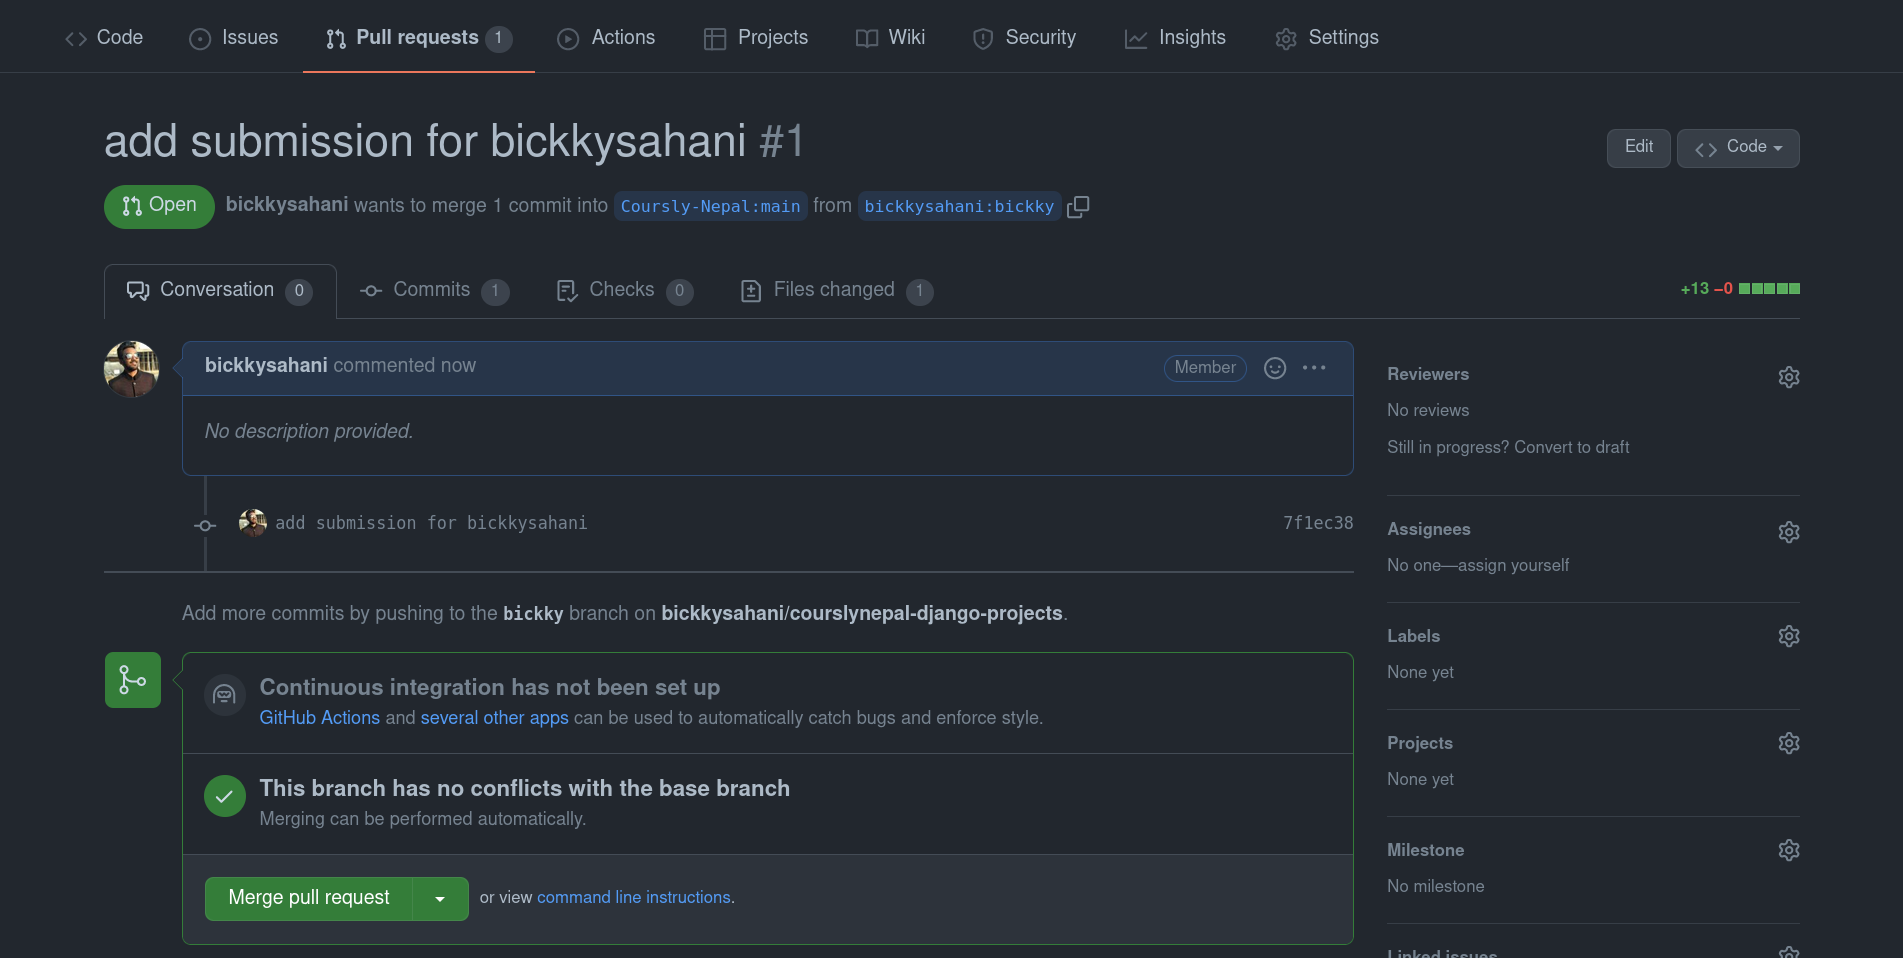 Code Issues Pull requests 1 Actions Projects Wiki Security Insights Settings
add submission for bickkysahani #1
Edit Code
Open bickkysahani wants to merge 1 commit into Coursly-Nepal:main from bickkysahani:bickky
Conversation 0 Commits 1 Checks 0 Files changed 1
+13 −0
bickkysahani commented now Member
No description provided.
add submission for bickkysahani 7f1ec38
Add more commits by pushing to the bickky branch on bickkysahani/courslynepal-django-projects.
Continuous integration has not been set up
GitHub Actions and several other apps can be used to automatically catch bugs and enforce style.
This branch has no conflicts with the base branch
Merging can be performed automatically.
Merge pull request or view command line instructions.
Reviewers
No reviews
Still in progress? Convert to draft
Assignees
No one—assign yourself
Labels
None yet
Projects
None yet
Milestone
No milestone
Linked issues